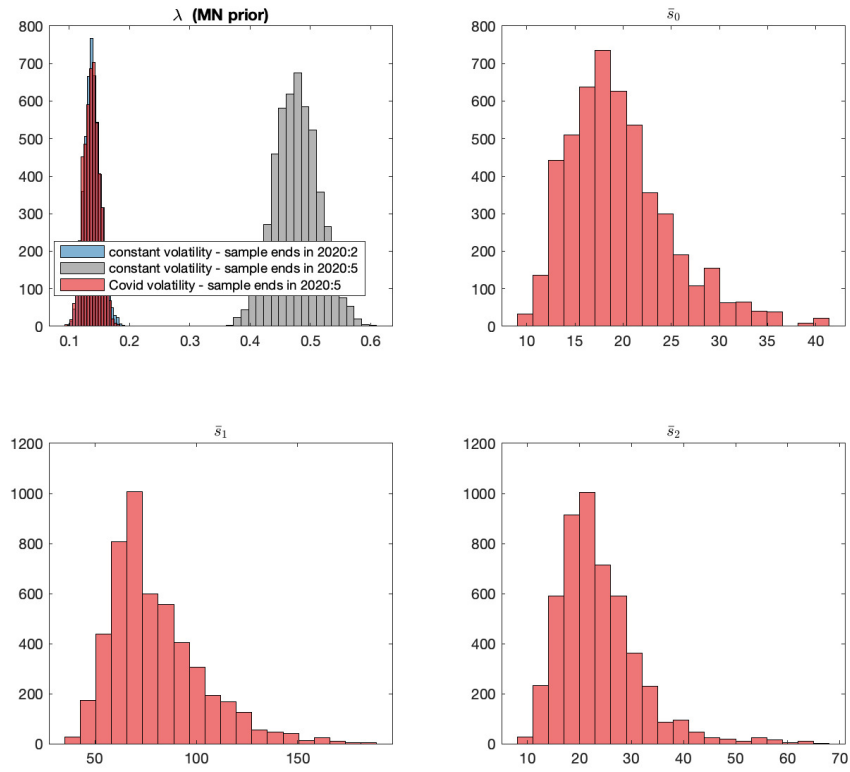 λ (MN prior)
800
700
600
500
400
300
200
100
0
0.1 0.2 0.3 0.4 0.5 0.6
constant volatility - sample ends in 2020:2
constant volatility - sample ends in 2020:5
Covid volatility - sample ends in 2020:5
s̄₀
800
700
600
500
400
300
200
100
0
10 15 20 25 30 35 40
s̄₁
1200
1000
800
600
400
200
0
50 100 150
s̄₂
1200
1000
800
600
400
200
0
10 20 30 40 50 60 70